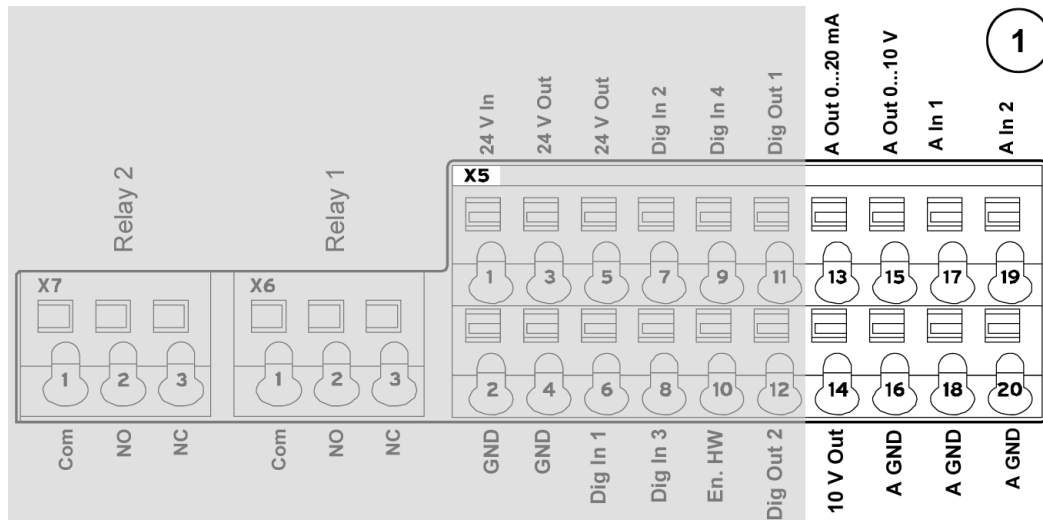 1
24 V In
24 V Out
24 V Out
Dig In 2
Dig In 4
Dig Out 1
A Out 0...20 mA
A Out 0...10 V
A In 1
A In 2
Relay 2
Relay 1
X5
1 3 5 7 9 11 13 15 17 19
X7
X6
1 2 3
1 2 3
2 4 6 8 10 12 14 16 18 20
Com
NO
NC
Com
NO
NC
GND
GND
Dig In 1
Dig In 3
En. HW
Dig Out 2
10 V Out
A GND
A GND
A GND